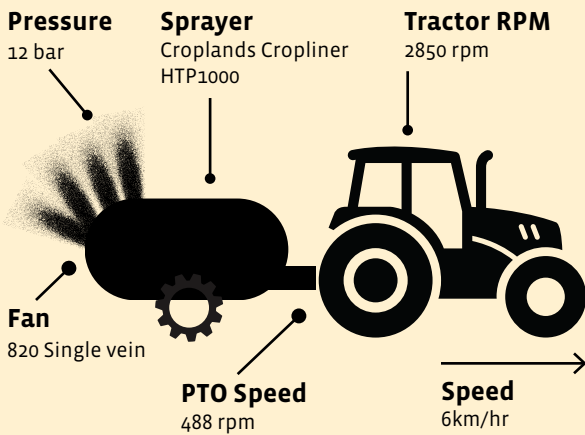 Pressure
12 bar
Sprayer
Croplands Cropliner
HTP1000
Tractor RPM
2850 rpm
Fan
820 Single vein
PTO Speed
488 rpm
Speed
6km/hr